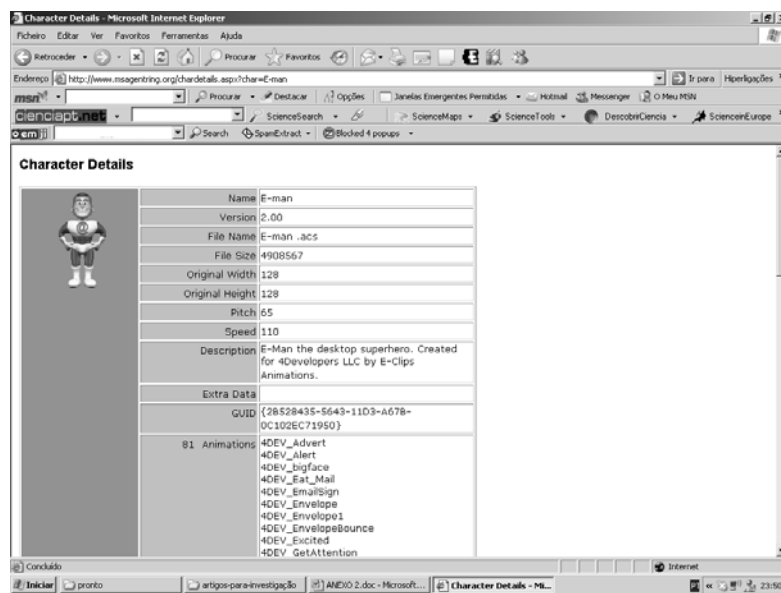 Character Details - Microsoft Internet Explorer
Ficheiro Editar Ver Favoritos Ferramentas Ajuda
Retroceder Procurar Favoritos
Endereço http://www.msagentring.org/chardetails.aspx?char=E-man Ir para Hiperligações
msn Procurar Destacar Opções Janelas Emergentes Permitidas Hotmail Messenger O Meu MSN
cienciapt.net ScienceSearch ScienceMaps ScienceTools DescobrirCiencia ScienceinEurope
Search SpamExtract Blocked 4 popups
Character Details
Name E-man
Version 2.00
File Name E-man .acs
File Size 4908567
Original Width 128
Original Height 128
Pitch 65
Speed 110
Description E-Man the desktop superhero. Created
for 4Developers LLC by E-Clips
Animations.
Extra Data
GUID {28528435-5643-11D3-A678-
0C102EC71950}
81 Animations 4DEV_Advert
4DEV_Alert
4DEV_bigface
4DEV_Eat_Mail
4DEV_EmailSign
4DEV_Envelope
4DEV_Envelope1
4DEV_EnvelopeBounce
4DEV_Excited
4DEV_GetAttention
Concluído Internet
Iniciar pronto artigos-para-investigação ANEXO 2.doc - Microsoft... Character Details - Mi... 23:50